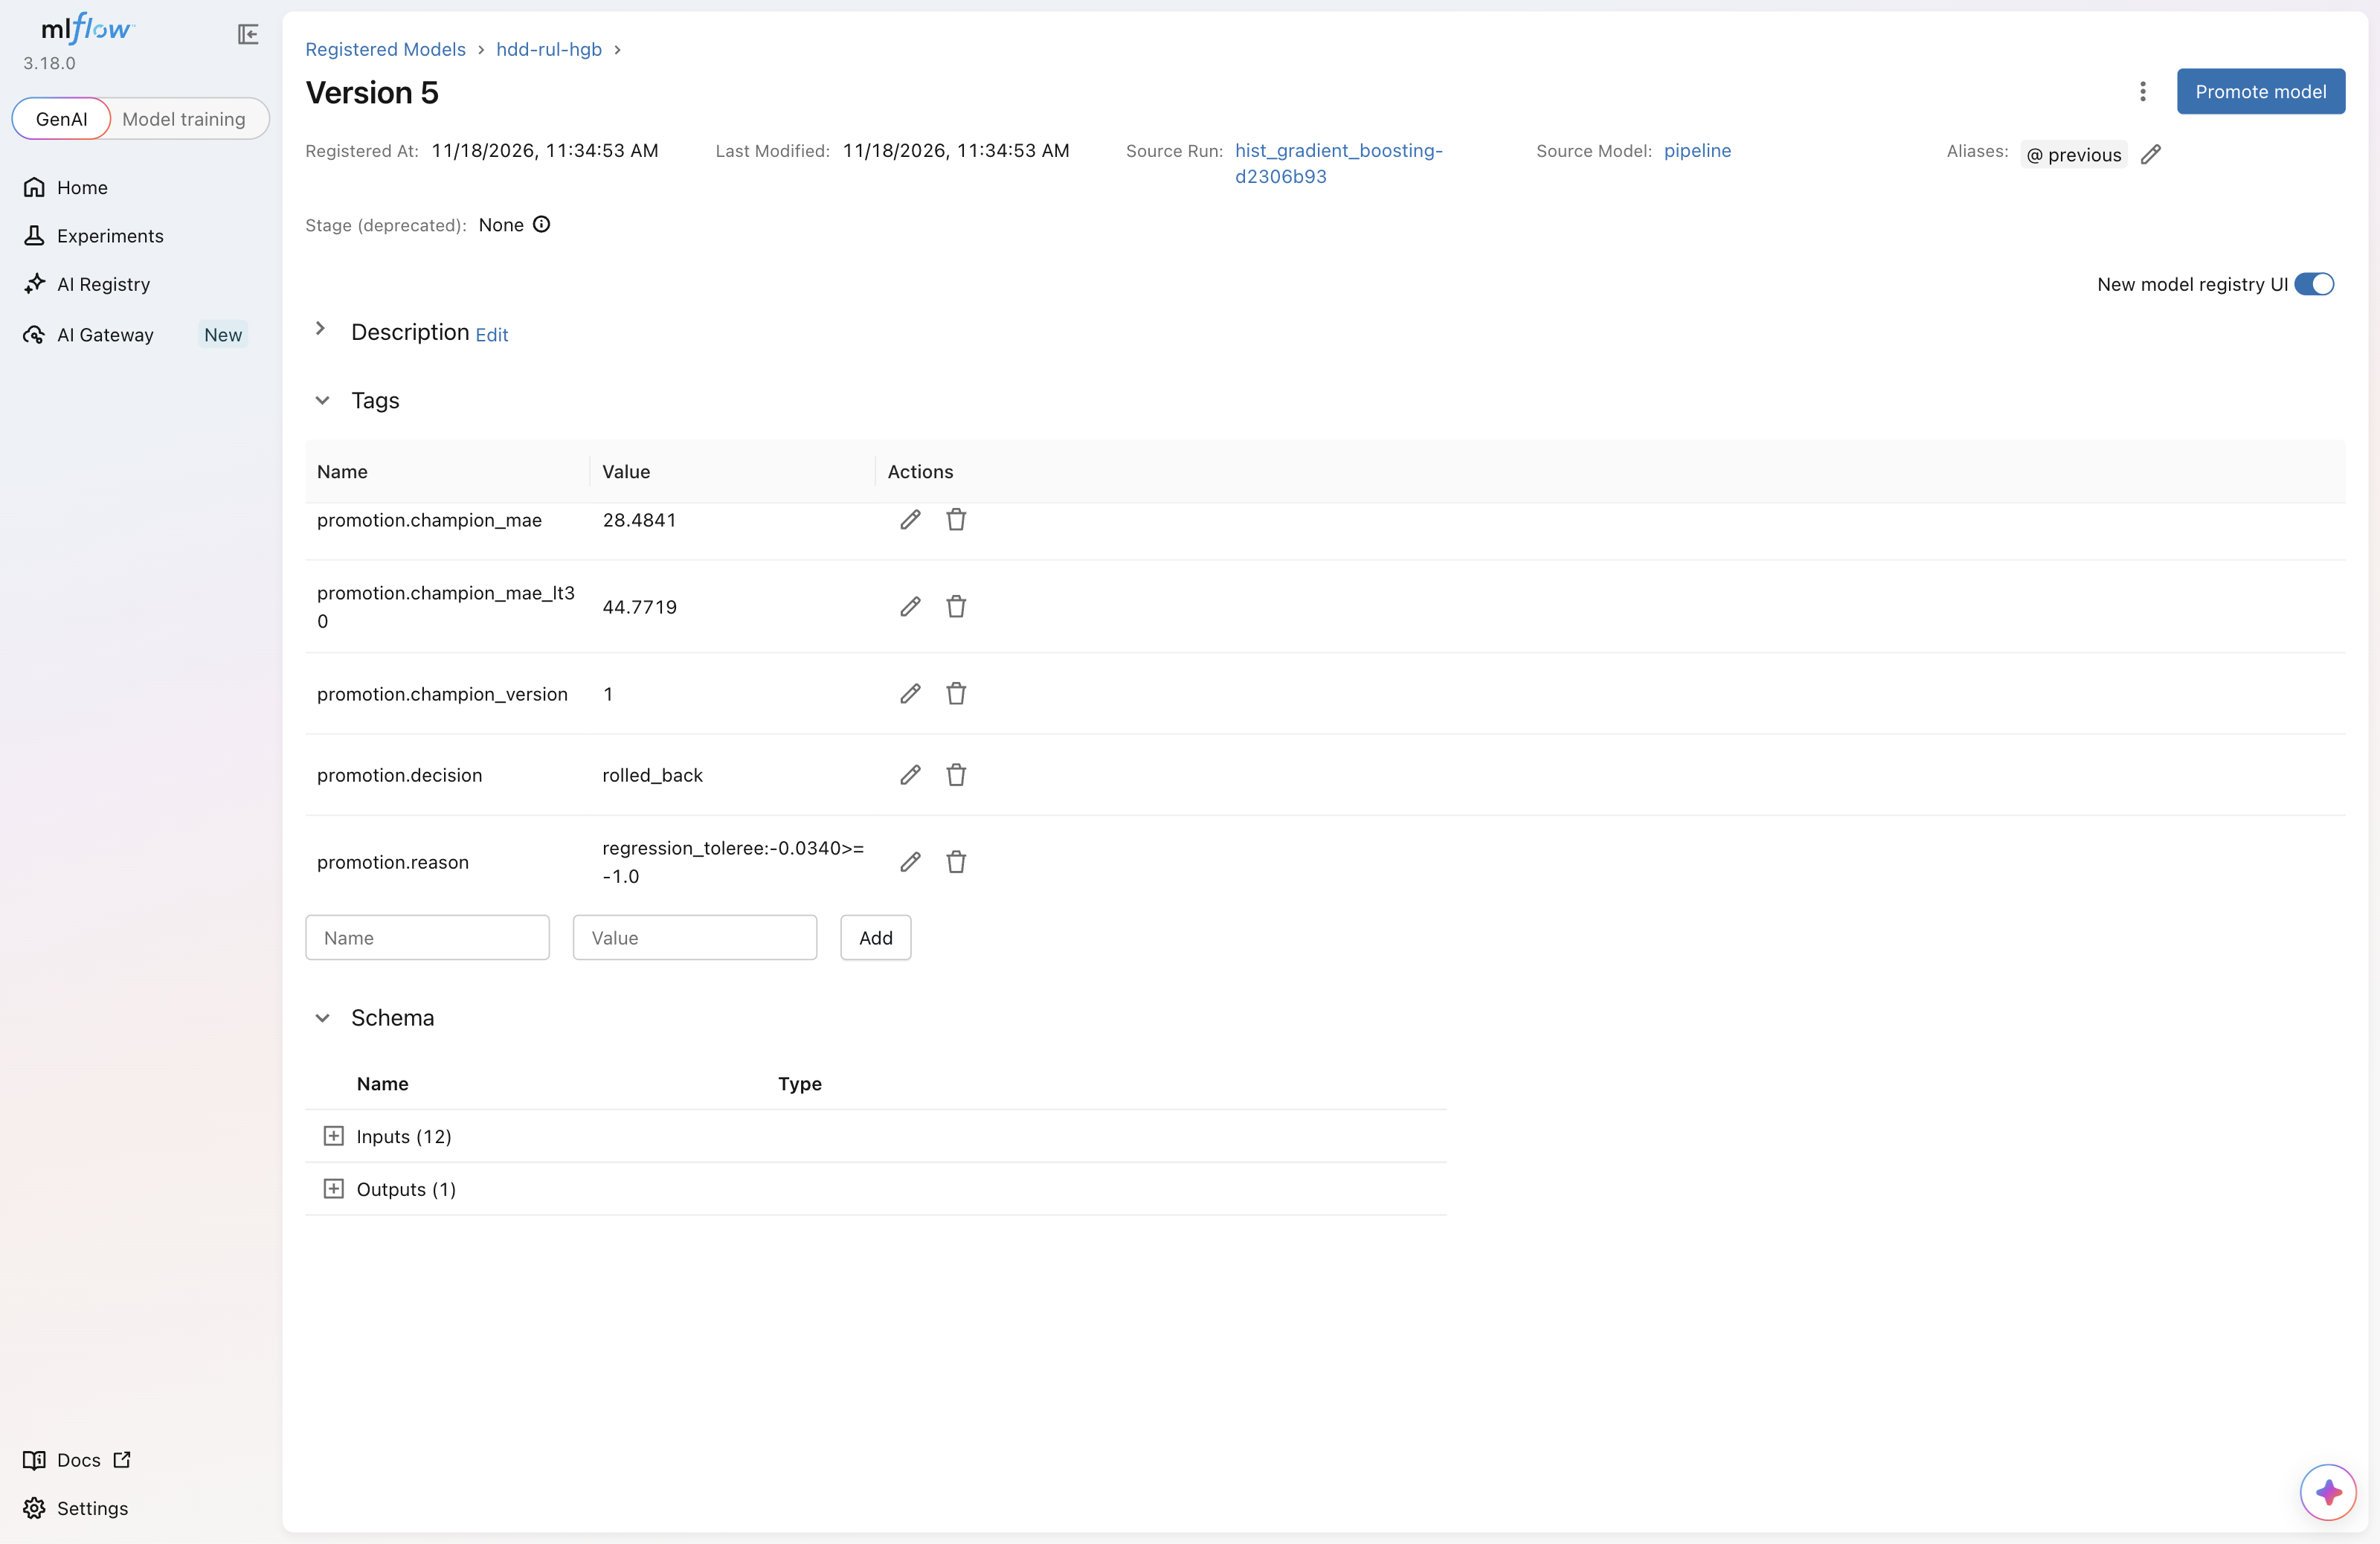 mlflow
3.18.0
GenAI
Model training
Home
Experiments
AI Registry
AI Gateway
New
Docs
Settings
Registered Models > hdd-rul-hgb >
Version 5
Promote model
Registered At: 11/18/2026, 11:34:53 AM
Last Modified: 11/18/2026, 11:34:53 AM
Source Run: hist_gradient_boosting-
d2306b93
Source Model: pipeline
Aliases: @ previous
Stage (deprecated): None
New model registry UI
Description Edit
Tags
Name Value Actions
promotion.champion_mae 28.4841
promotion.champion_mae_lt3
0
44.7719
promotion.champion_version 1
promotion.decision rolled_back
promotion.reason
regression_toleree:-0.0340>=
-1.0
Name Value Add
Schema
Name Type
Inputs (12)
Outputs (1)